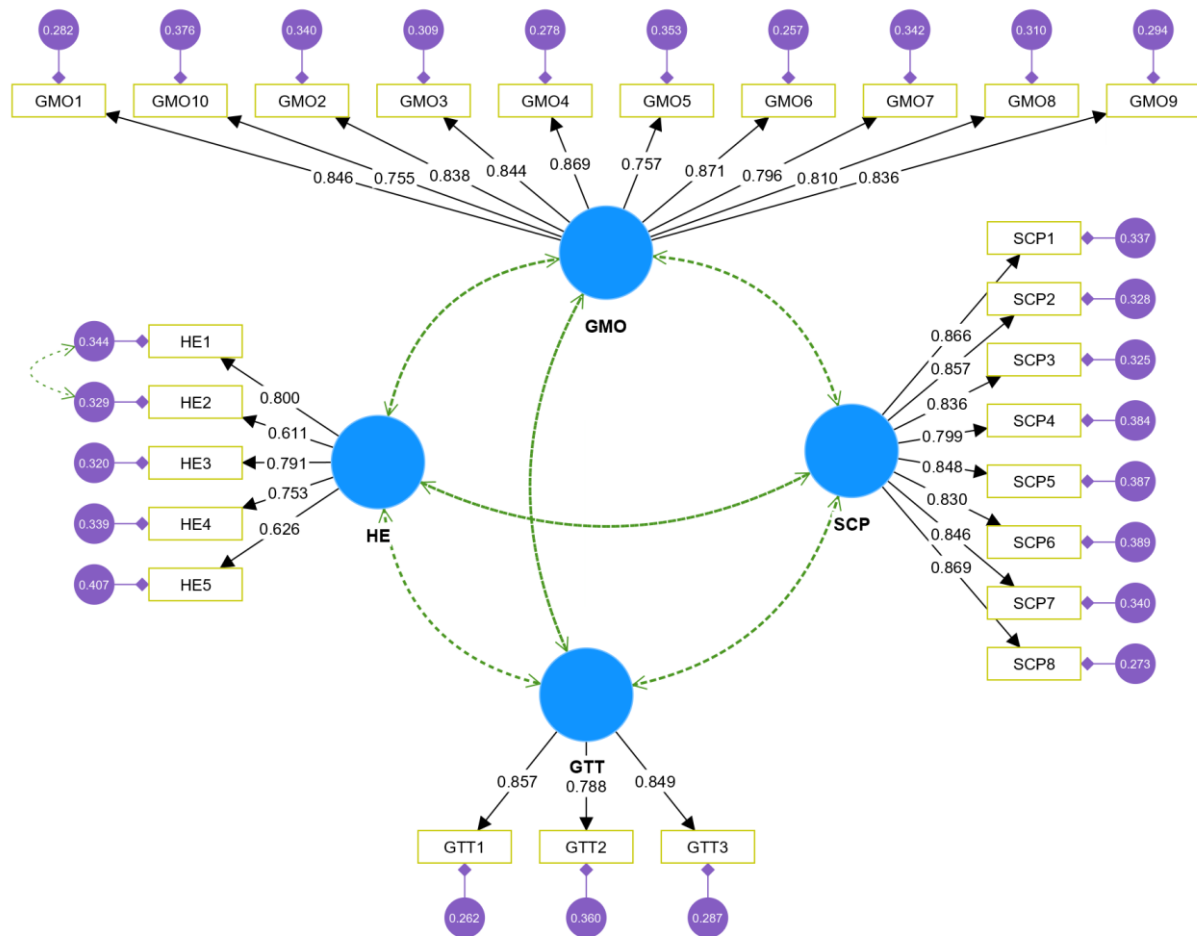 0.282 0.376 0.340 0.309 0.278 0.353 0.257 0.342 0.310 0.294
GMO1 GMO10 GMO2 GMO3 GMO4 GMO5 GMO6 GMO7 GMO8 GMO9
0.846 0.755 0.838 0.844 0.869 0.757 0.871 0.796 0.810 0.836
GMO
0.344 HE1
0.329 HE2
0.320 HE3
0.339 HE4
0.407 HE5
0.800
0.611
0.791
0.753
0.626
HE
SCP1 0.337
SCP2 0.328
SCP3 0.325
SCP4 0.384
SCP5 0.387
SCP6 0.389
SCP7 0.340
SCP8 0.273
0.866
0.857
0.836
0.799
0.848
0.830
0.846
0.869
SCP
GTT
0.857 0.788 0.849
GTT1 GTT2 GTT3
0.262 0.360 0.287